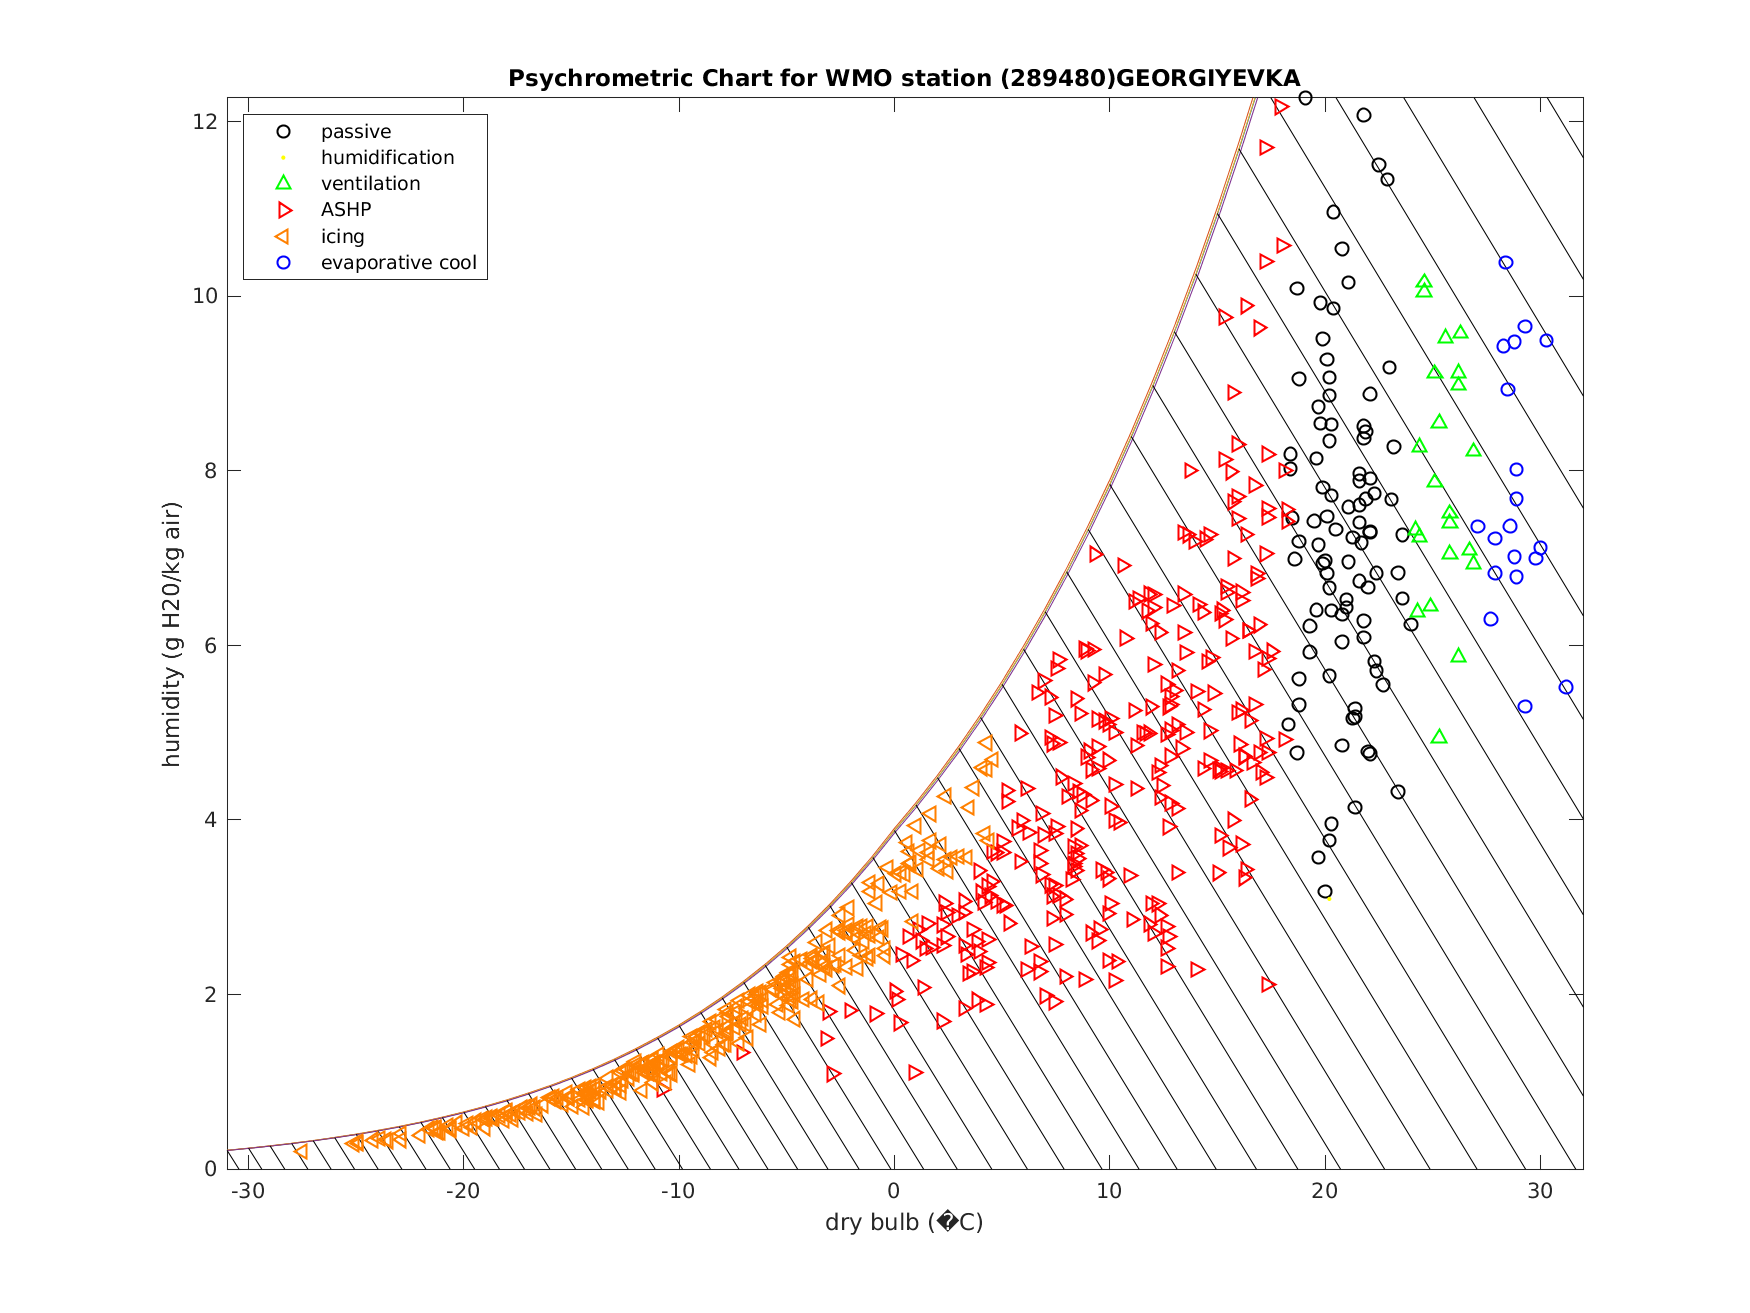 Psychrometric Chart for WMO station (289480)GEORGIYEVKA
passive
humidification
ventilation
ASHP
icing
evaporative cool
humidity (g H20/kg air)
12
10
8
6
4
2
0
-30 -20 -10 0 10 20 30
dry bulb (�C)